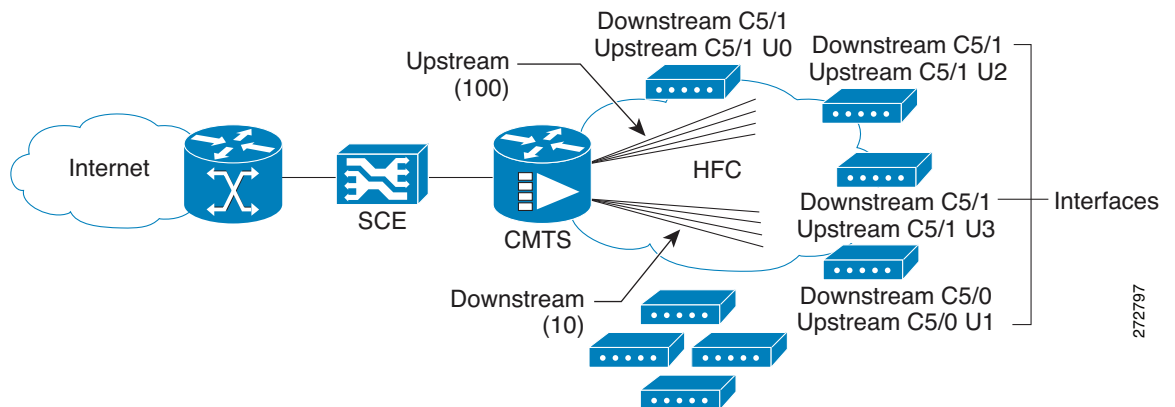 Downstream C5/1
Upstream C5/1 U0
Downstream C5/1
Upstream C5/1 U2
Upstream
(100)
Internet
HFC
SCE
CMTS
Downstream C5/1
Upstream C5/1 U3
Interfaces
Downstream
(10)
Downstream C5/0
Upstream C5/0 U1
272797